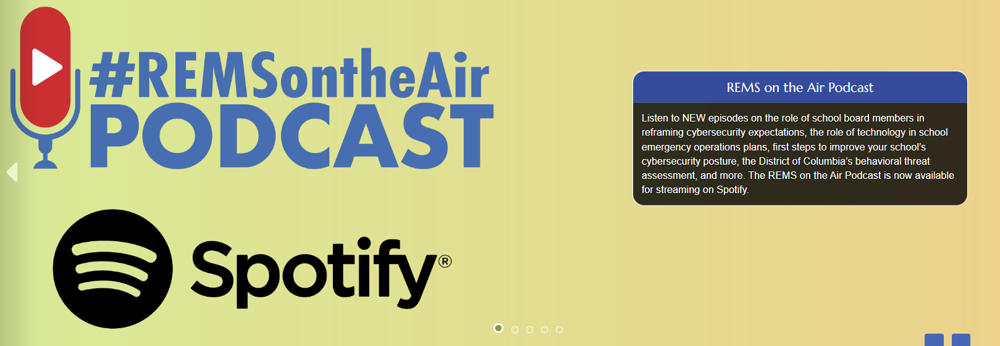 #REMSontheAir
PODCAST
Spotify®
REMS on the Air Podcast
Listen to NEW episodes on the role of school board members in
reframing cybersecurity expectations, the role of technology in school
emergency operations plans, first steps to improve your school’s
cybersecurity posture, the District of Columbia’s behavioral threat
assessment, and more. The REMS on the Air Podcast is now available
for streaming on Spotify.